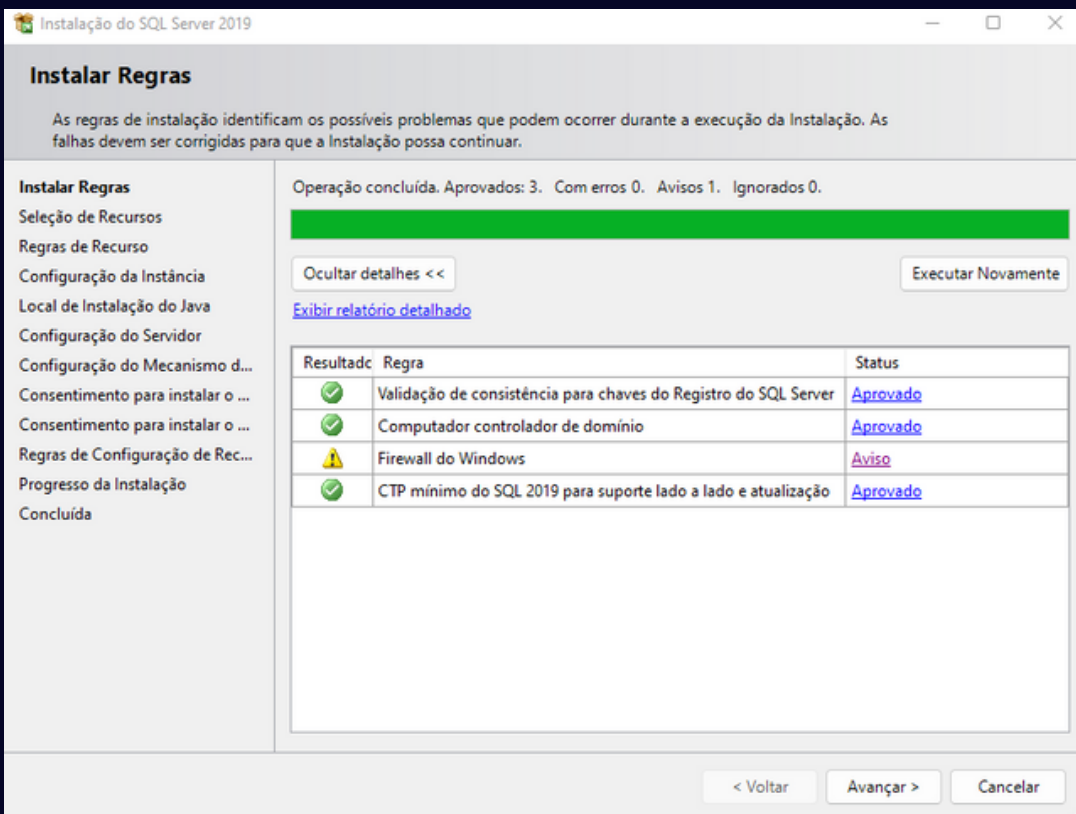 Instalação do SQL Server 2019
Instalar Regras
As regras de instalação identificam os possíveis problemas que podem ocorrer durante a execução da Instalação. As
falhas devem ser corrigidas para que a Instalação possa continuar.
Instalar Regras
Seleção de Recursos
Regras de Recurso
Configuração da Instância
Local de Instalação do Java
Configuração do Servidor
Configuração do Mecanismo d...
Consentimento para instalar o ...
Consentimento para instalar o ...
Regras de Configuração de Rec...
Progresso da Instalação
Concluída
Operação concluída. Aprovados: 3. Com erros 0. Avisos 1. Ignorados 0.
Ocultar detalhes << Executar Novamente
Exibir relatório detalhado
Resultado Regra Status
Validação de consistência para chaves do Registro do SQL Server Aprovado
Computador controlador de domínio Aprovado
Firewall do Windows Aviso
CTP mínimo do SQL 2019 para suporte lado a lado e atualização Aprovado
< Voltar Avançar > Cancelar